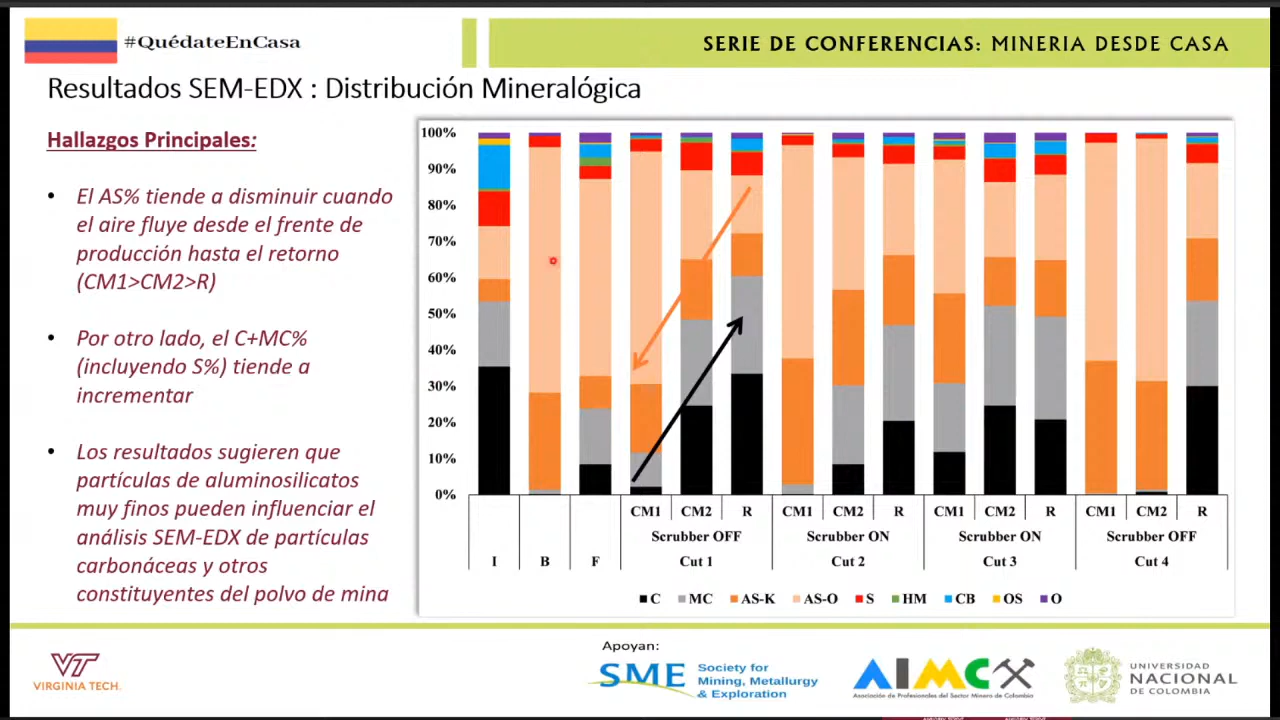 #QuédateEnCasa
SERIE DE CONFERENCIAS: MINERIA DESDE CASA
Resultados SEM-EDX : Distribución Mineralógica
Hallazgos Principales:
• El AS% tiende a disminuir cuando
el aire fluye desde el frente de
producción hasta el retorno
(CM1>CM2>R)
• Por otro lado, el C+MC%
(incluyendo S%) tiende a
incrementar
• Los resultados sugieren que
partículas de aluminosilicatos
muy finos pueden influenciar el
análisis SEM-EDX de partículas
carbonáceas y otros
constituyentes del polvo de mina
100%
90%
80%
70%
60%
50%
40%
30%
20%
10%
0%
CM1 CM2 R CM1 CM2 R CM1 CM2 R CM1 CM2 R
Scrubber OFF Scrubber ON Scrubber ON Scrubber OFF
I B F Cut 1 Cut 2 Cut 3 Cut 4
C MC AS-K AS-O S HM CB OS O
Apoyan:
VT
VIRGINIA TECH.
SME Society for
Mining, Metallurgy
& Exploration
AIMC
Asociación de Profesionales del Sector Minero de Colombia
UNIVERSIDAD
NACIONAL
DE COLOMBIA